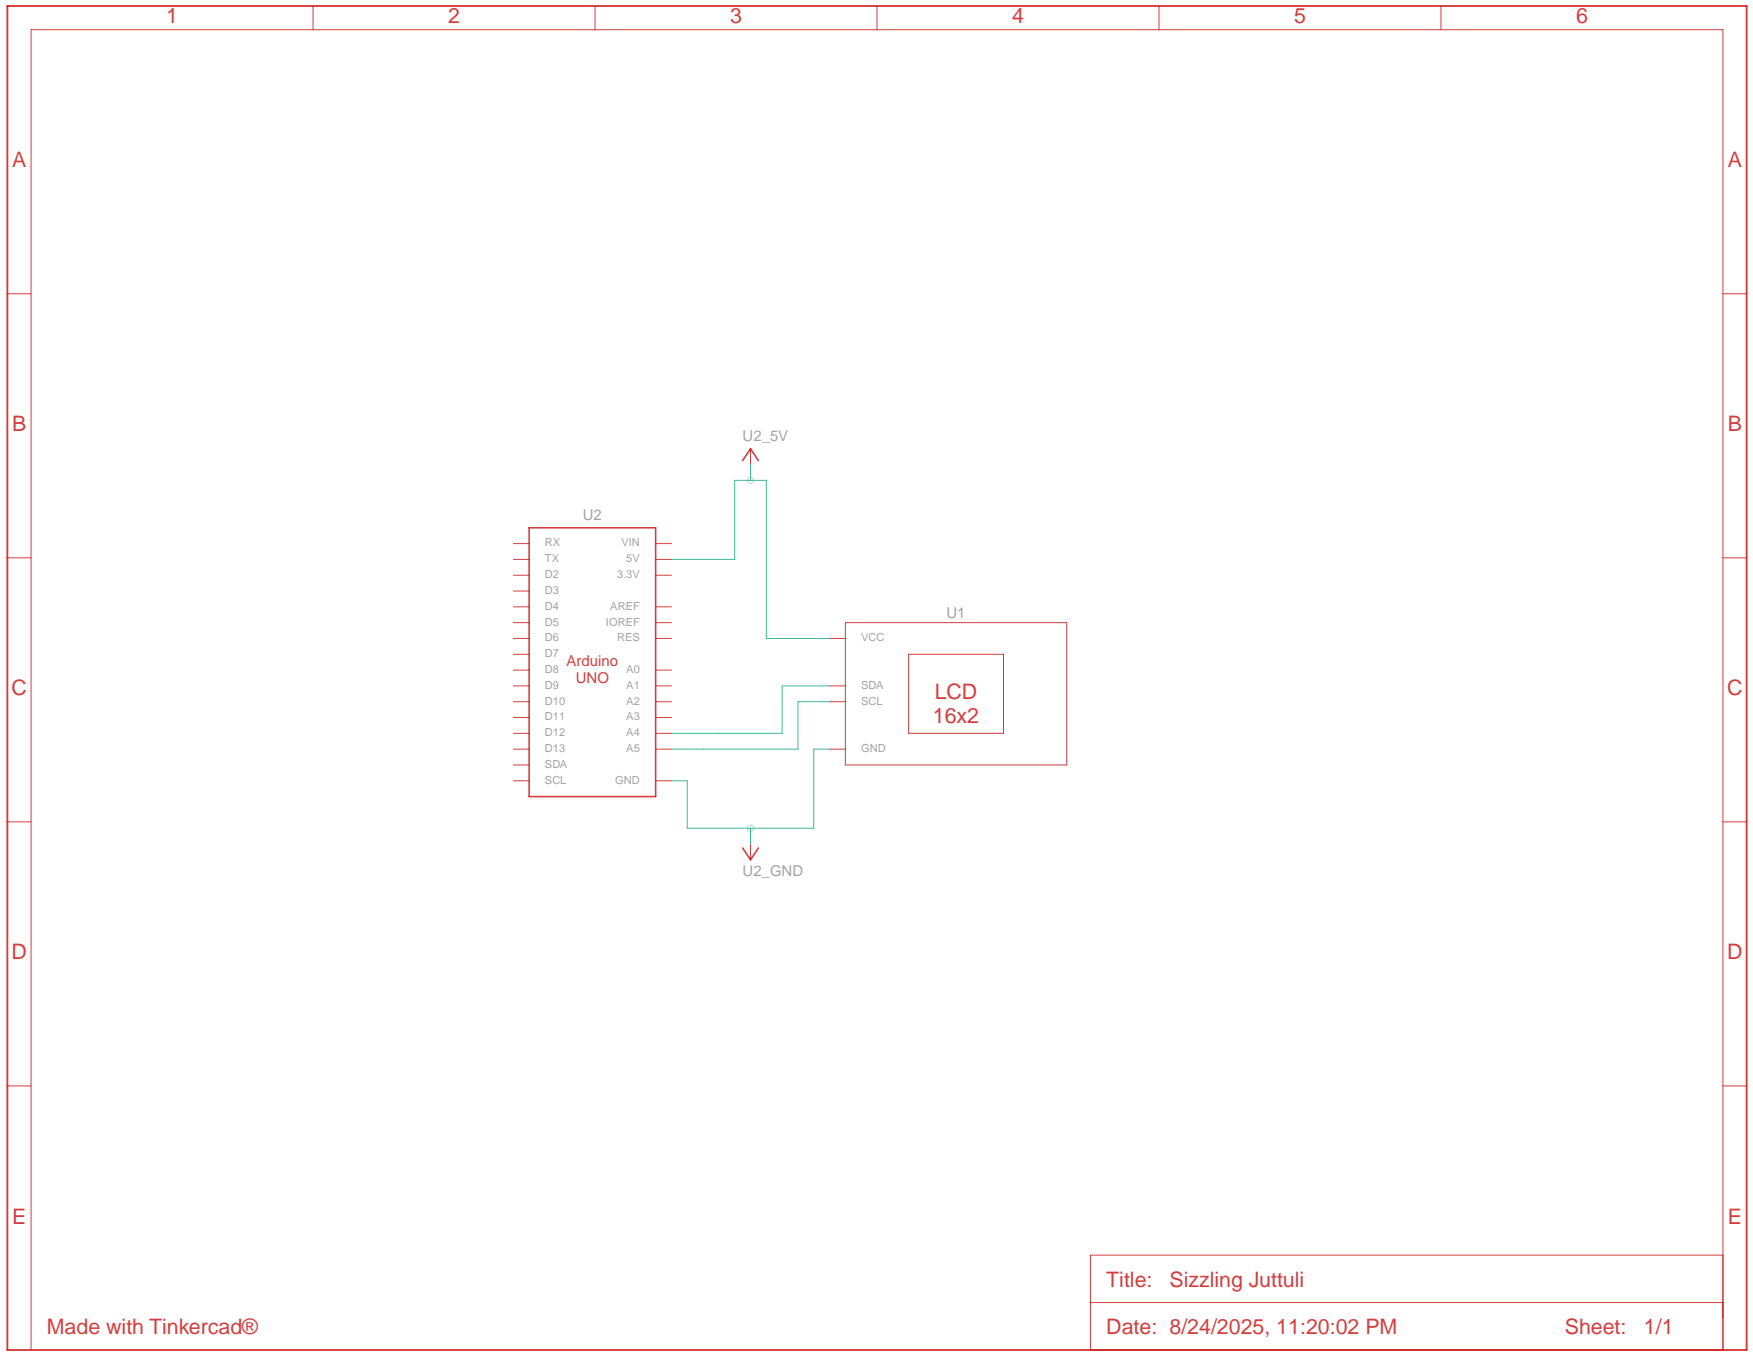 1 2 3 4 5 6
A A
B B
U2_5V
U2
RX VIN
TX 5V
D2 3.3V
D3
D4 AREF
D5 IOREF
D6 RES
D7
D8 A0
D9 A1
D10 A2
D11 A3
D12 A4
D13 A5
SDA
SCL GND
Arduino
UNO
U1
VCC
SDA
SCL
GND
LCD
16x2
C C
U2_GND
D D
E E
Title: Sizzling Juttuli
Date: 8/24/2025, 11:20:02 PM Sheet: 1/1
Made with Tinkercad®